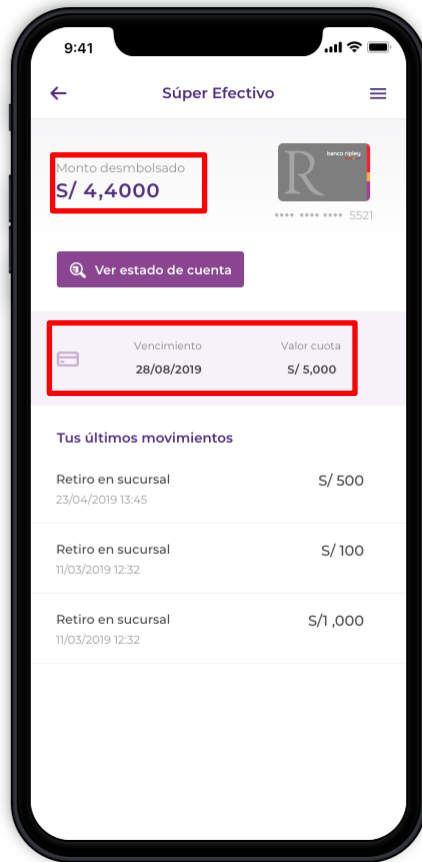 9:41
Súper Efectivo
Monto desembolsado
S/ 4,4000
R
banco ripley
•••• •••• •••• 5521
Ver estado de cuenta
Vencimiento Valor cuota
28/08/2019 S/ 5,000
Tus últimos movimientos
Retiro en sucursal S/ 500
23/04/2019 13:45
Retiro en sucursal S/ 100
11/03/2019 12:32
Retiro en sucursal S/1 ,000
11/03/2019 12:32